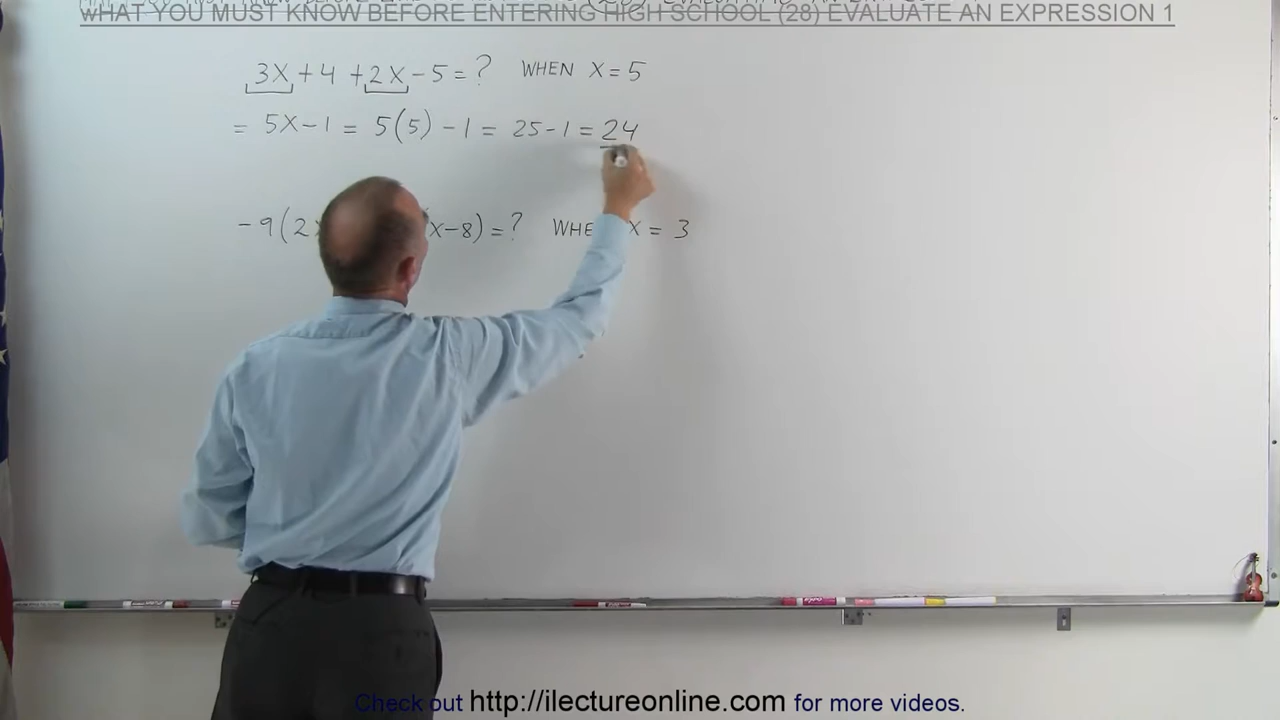 WHAT YOU MUST KNOW BEFORE ENTERING HIGH SCHOOL (28) EVALUATE AN EXPRESSION 1
3X + 4 + 2X - 5 = ? WHEN X = 5
= 5X - 1 = 5(5) - 1 = 25 - 1 = 24
-9(2 X-8) = ? X = 3
Check out http://ilectureonline.com for more videos.